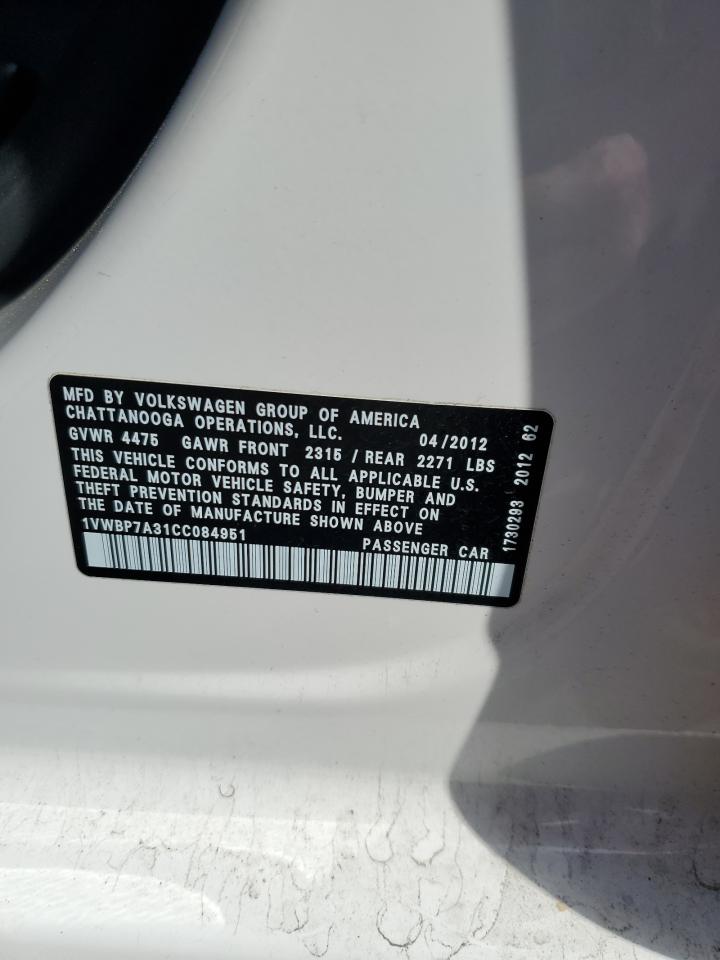 MFD BY VOLKSWAGEN GROUP OF AMERICA
CHATTANOOGA OPERATIONS, LLC. 04/2012
GVWR 4475 GAWR FRONT 2315 / REAR 2271 LBS
THIS VEHICLE CONFORMS TO ALL APPLICABLE U.S.
FEDERAL MOTOR VEHICLE SAFETY, BUMPER AND
THEFT PREVENTION STANDARDS IN EFFECT ON
THE DATE OF MANUFACTURE SHOWN ABOVE
1VWBP7A31CC084951 PASSENGER CAR
1730293 2012 62